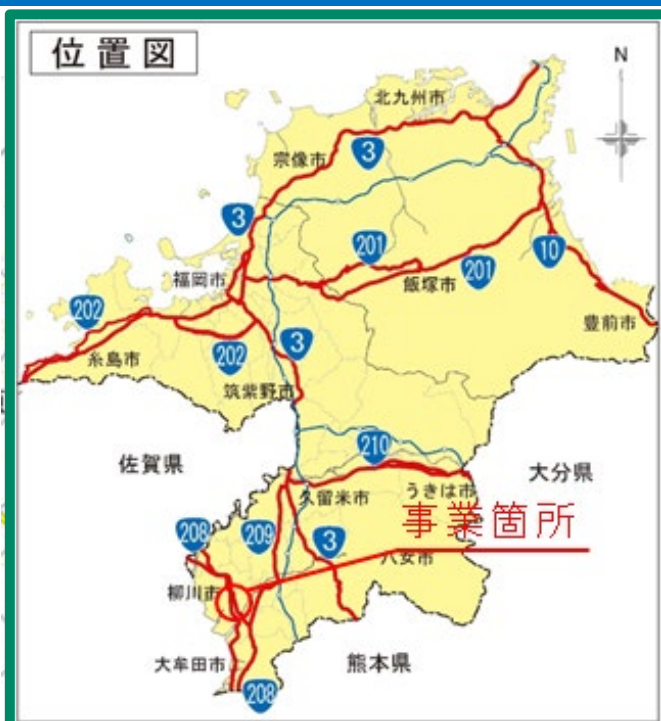 位置図
N
北九州市
3
宗像市
3
201
10
福岡市
201
飯塚市
202
豊前市
202
3
糸島市
筑紫野市
210
佐賀県
大分県
久留米市
うきは市
事業箇所
208
209
3
八女市
柳川市
大牟田市
熊本県
208